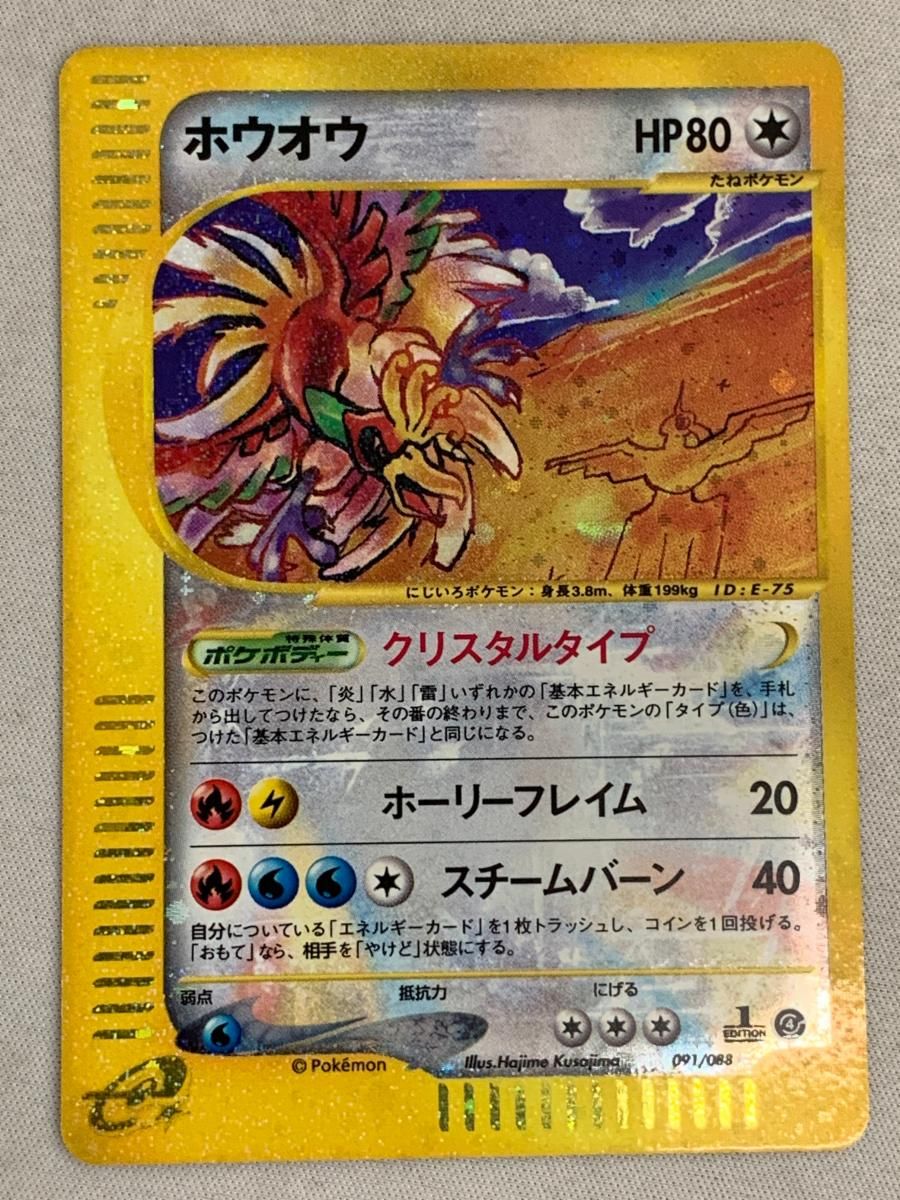 ホウオウ HP80
たねポケモン
にじいろポケモン：身長3.8m、体重199kg ID：E-75
特殊体質
ポケボディー クリスタルタイプ
このポケモンに、「炎」「水」「雷」いずれかの「基本エネルギーカード」を、手札
から出してつけたなら、その番の終わりまで、このポケモンの「タイプ（色）」は、
つけた「基本エネルギーカード」と同じになる。
ホーリーフレイム 20
スチームバーン 40
自分についている「エネルギーカード」を1枚トラッシュし、コインを1回投げる。
「おもて」なら、相手を「やけど」状態にする。
弱点 抵抗力 にげる
1 EDITION 4
©Pokémon Illus.Hajime Kusajima 091/088
e